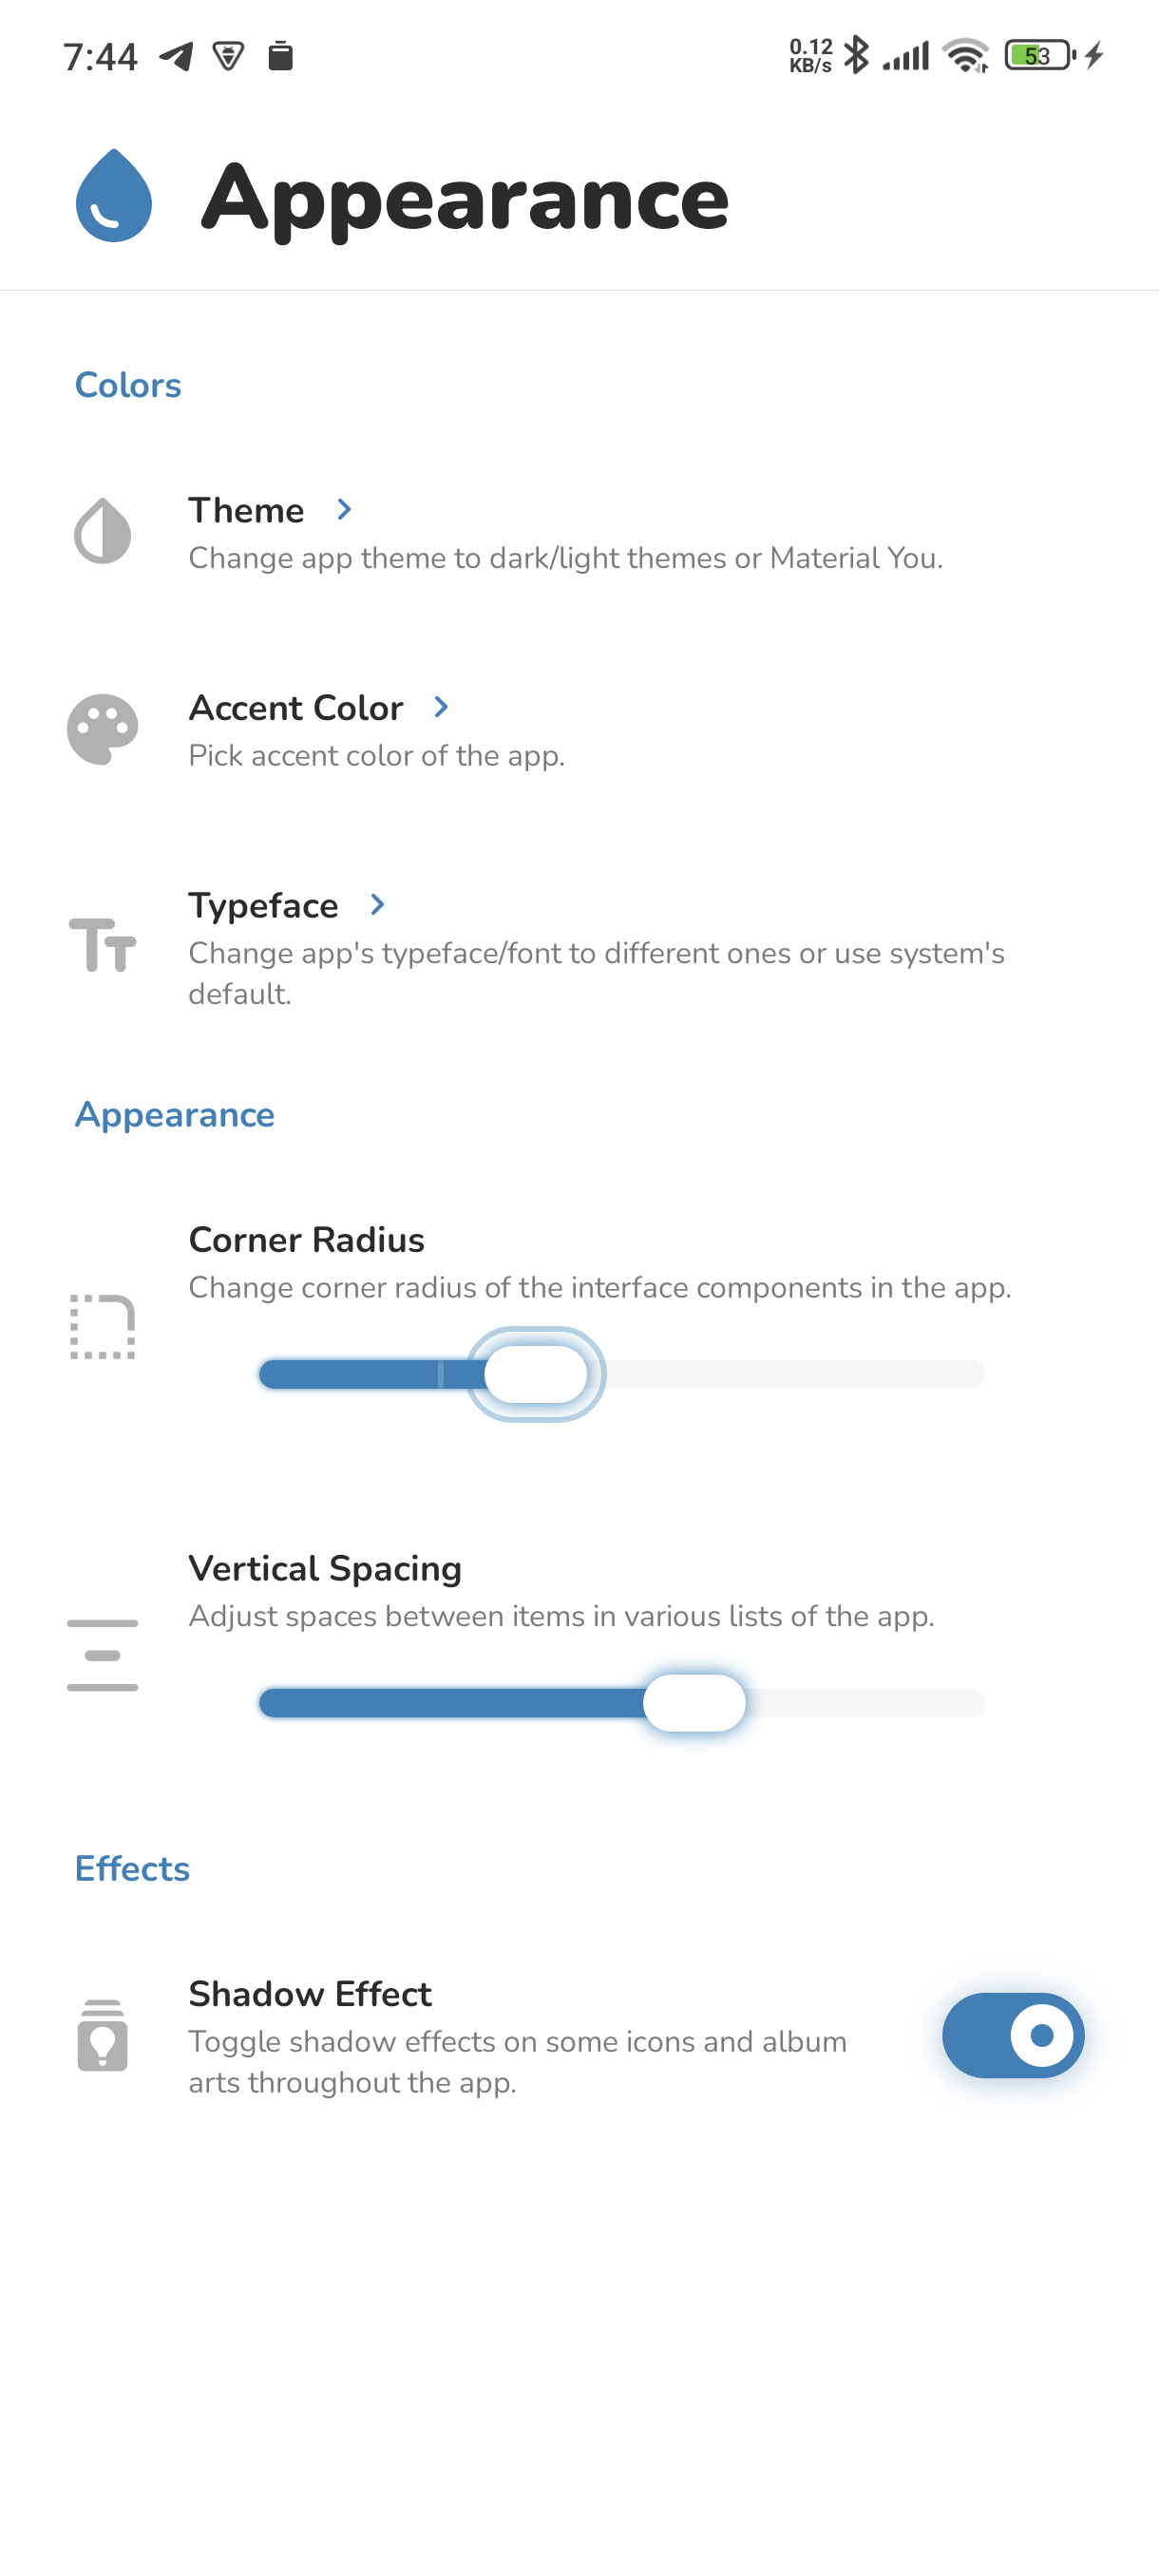 7:44
0.12
KB/s
53
Appearance
Colors
Theme
Change app theme to dark/light themes or Material You.
Accent Color
Pick accent color of the app.
Typeface
Change app's typeface/font to different ones or use system's
default.
Appearance
Corner Radius
Change corner radius of the interface components in the app.
Vertical Spacing
Adjust spaces between items in various lists of the app.
Effects
Shadow Effect
Toggle shadow effects on some icons and album
arts throughout the app.